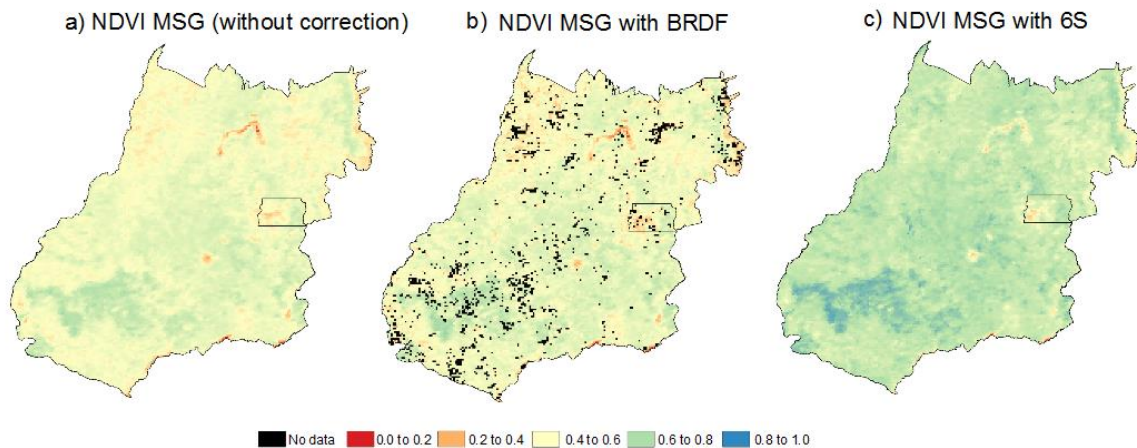 a) NDVI MSG (without correction)
b) NDVI MSG with BRDF
c) NDVI MSG with 6S
No data 0.0 to 0.2 0.2 to 0.4 0.4 to 0.6 0.6 to 0.8 0.8 to 1.0